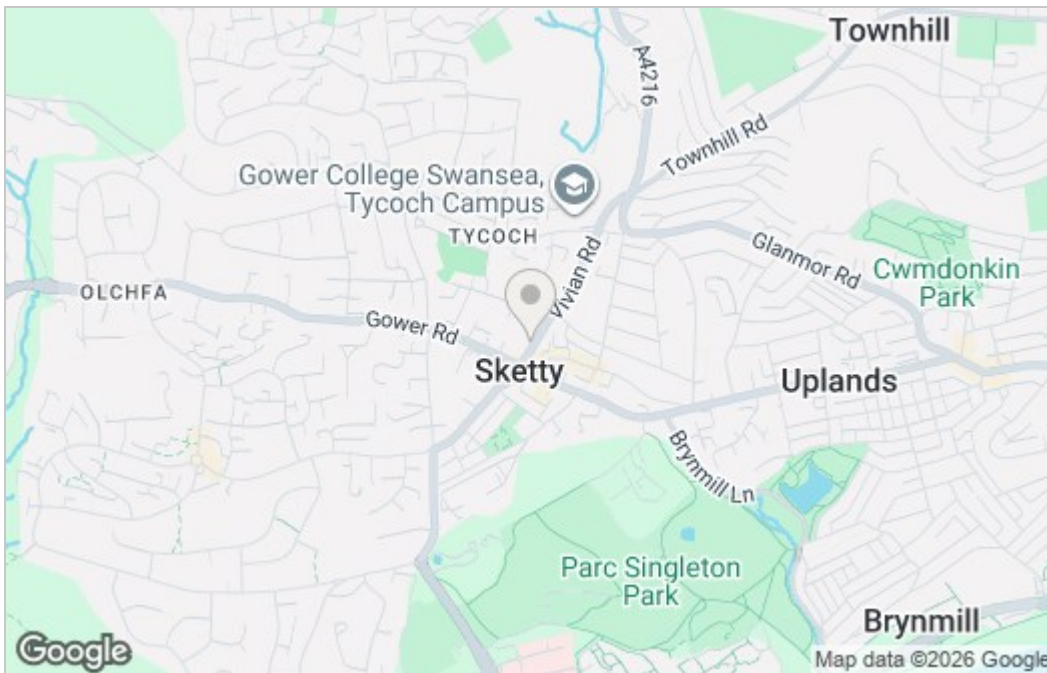 Townhill
A4216
Townhill Rd
Gower College Swansea,
Tycoch Campus
TYCOCH
Vivian Rd
Glanmor Rd
Cwmdonkin
Park
OLCHFA
Gower Rd
Sketty
Uplands
Brynmill Ln
Parc Singleton
Park
Brynmill
Google
Map data ©2026 Google